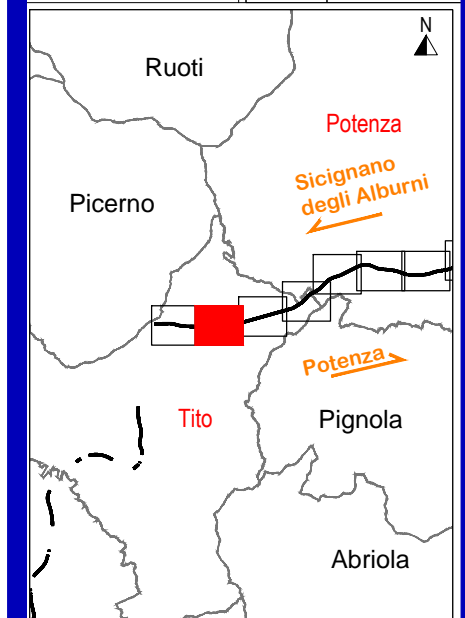 N
Ruoti
Potenza
Sicignano
degli Alburni
Picerno
Potenza
Tito
Pignola
Abriola